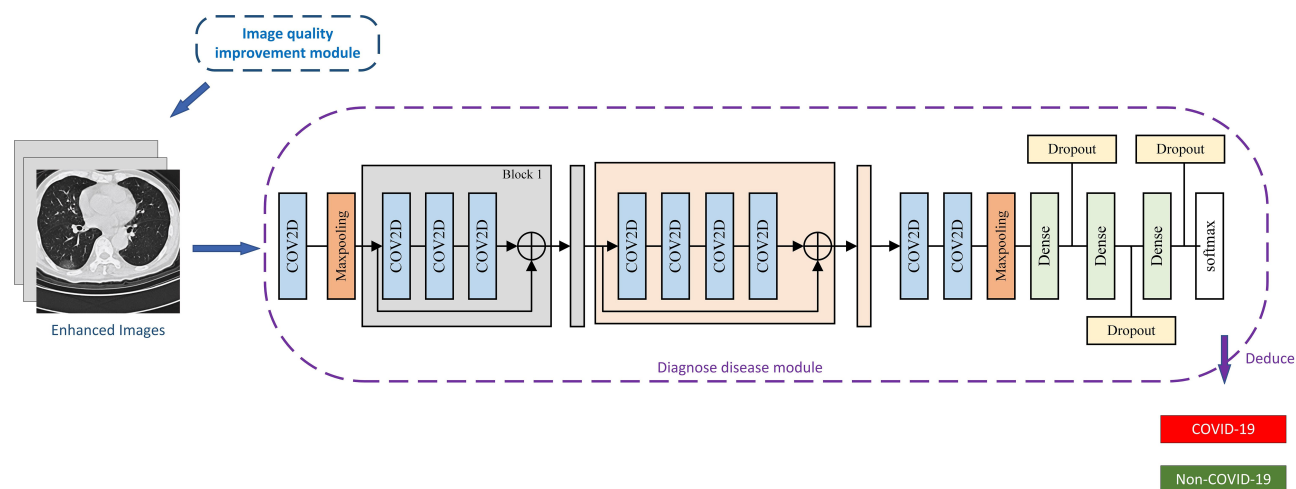 Image quality
improvement module
Enhanced Images
COV2D
Maxpooling
Block 1
COV2D
COV2D
COV2D
COV2D
COV2D
COV2D
COV2D
COV2D
COV2D
Maxpooling
Dense
Dropout
Dense
Dropout
Dense
Dropout
softmax
Diagnose disease module
Deduce
COVID-19
Non-COVID-19